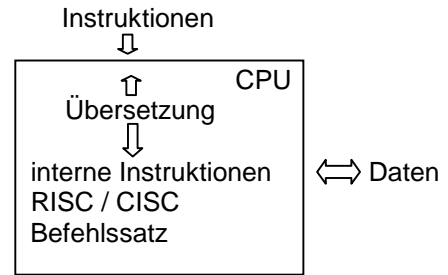 Instruktionen
CPU
Übersetzung
interne Instruktionen
RISC / CISC
Befehlssatz
Daten